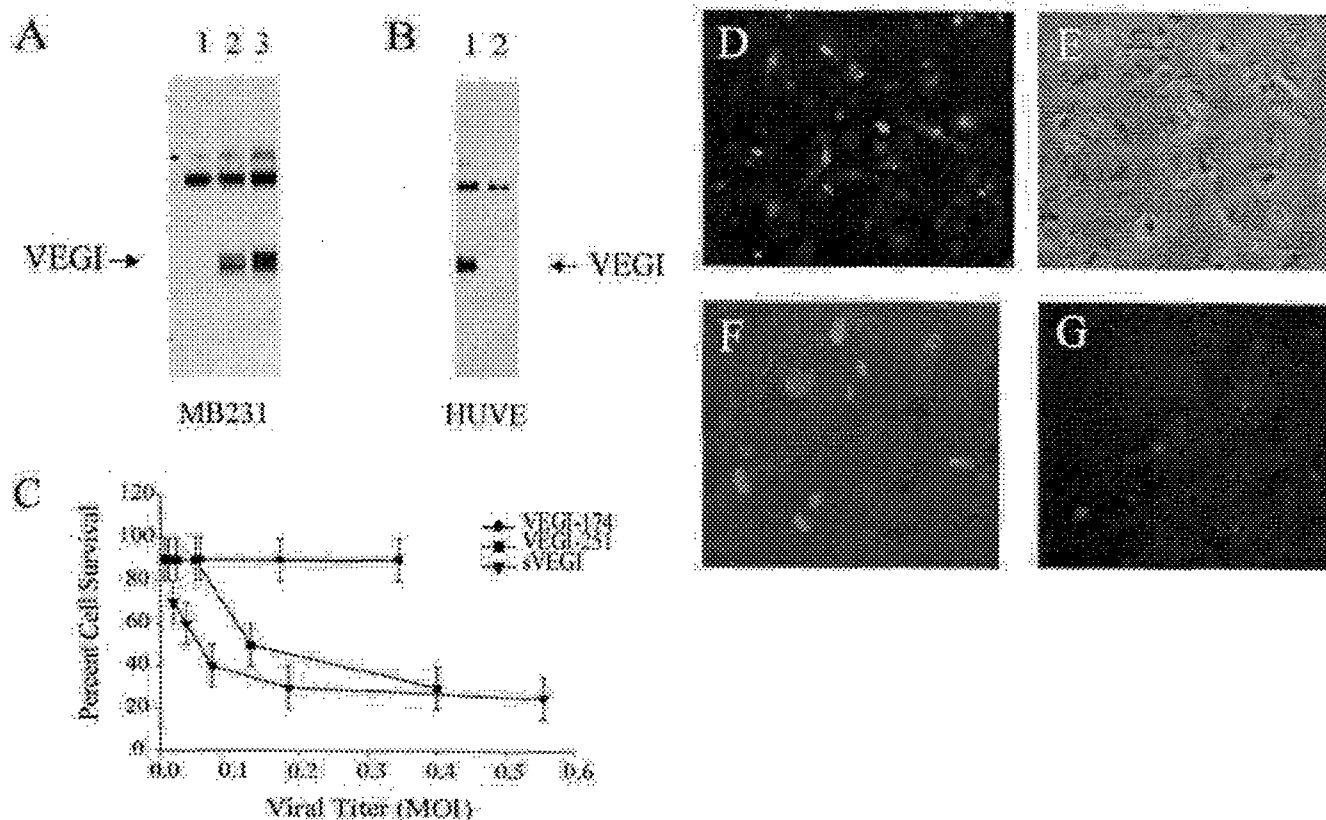 A
1 2 3
VEGI
MB231
B
1 2
VEGI
HUVE
C
Percent Cell Survival
120
100
80
60
40
20
0
0.0 0.1 0.2 0.3 0.4 0.5 0.6
Viral Titer (MOI)
VEGI-174
VEGI-251
sVEGI
D
E
F
G